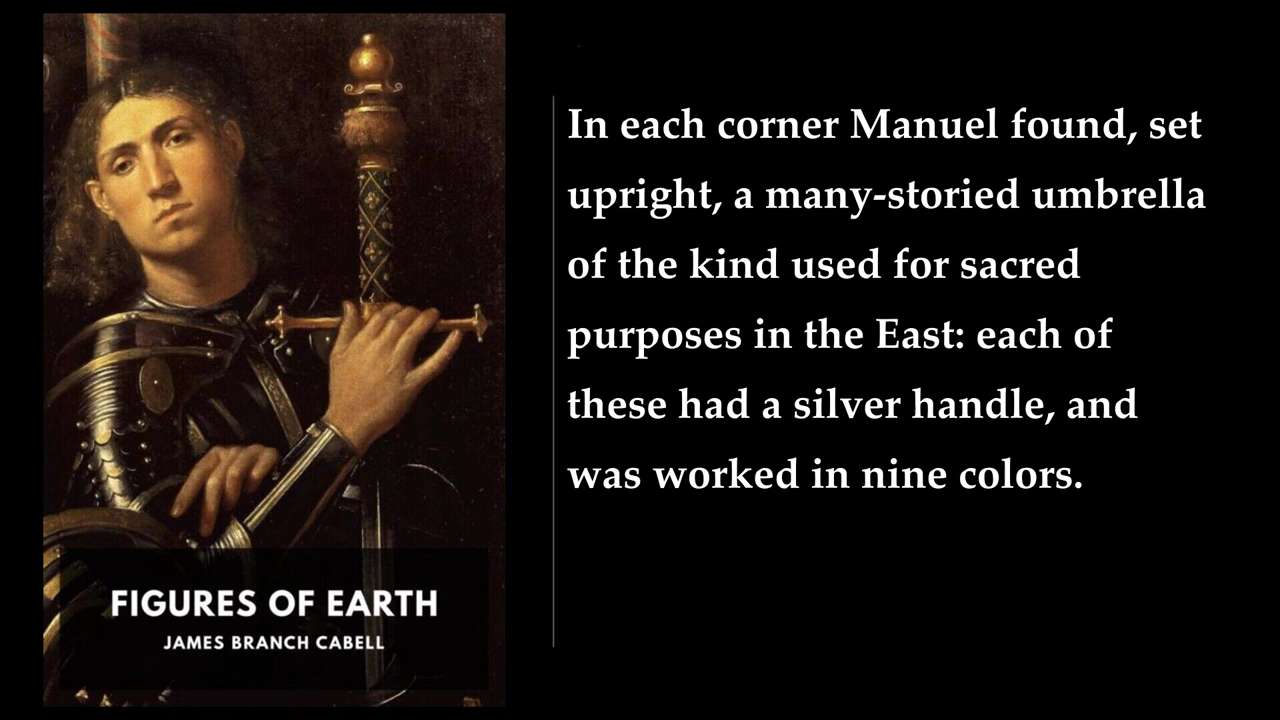 FIGURES OF EARTH
JAMES BRANCH CABELL
In each corner Manuel found, set
upright, a many-storied umbrella
of the kind used for sacred
purposes in the East: each of
these had a silver handle, and
was worked in nine colors.